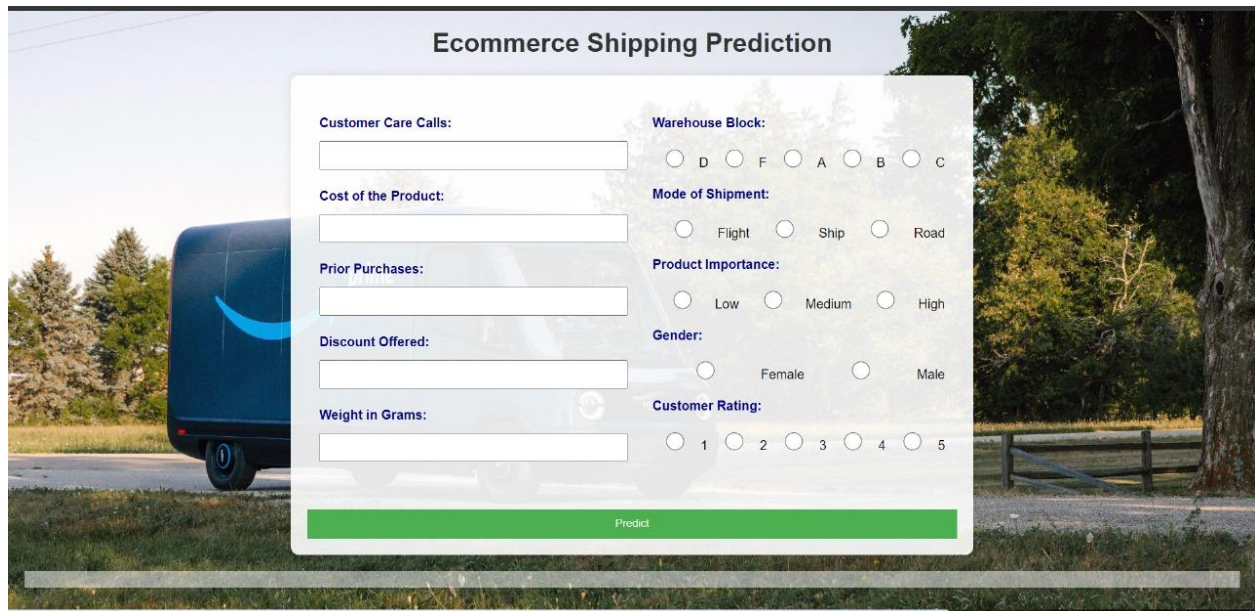 Ecommerce Shipping Prediction
Customer Care Calls:
Cost of the Product:
Prior Purchases:
prime
Discount Offered:
Weight in Grams:
Warehouse Block:
D F A B C
Mode of Shipment:
Flight Ship Road
Product Importance:
Low Medium High
Gender:
Female Male
Customer Rating:
1 2 3 4 5
Predict